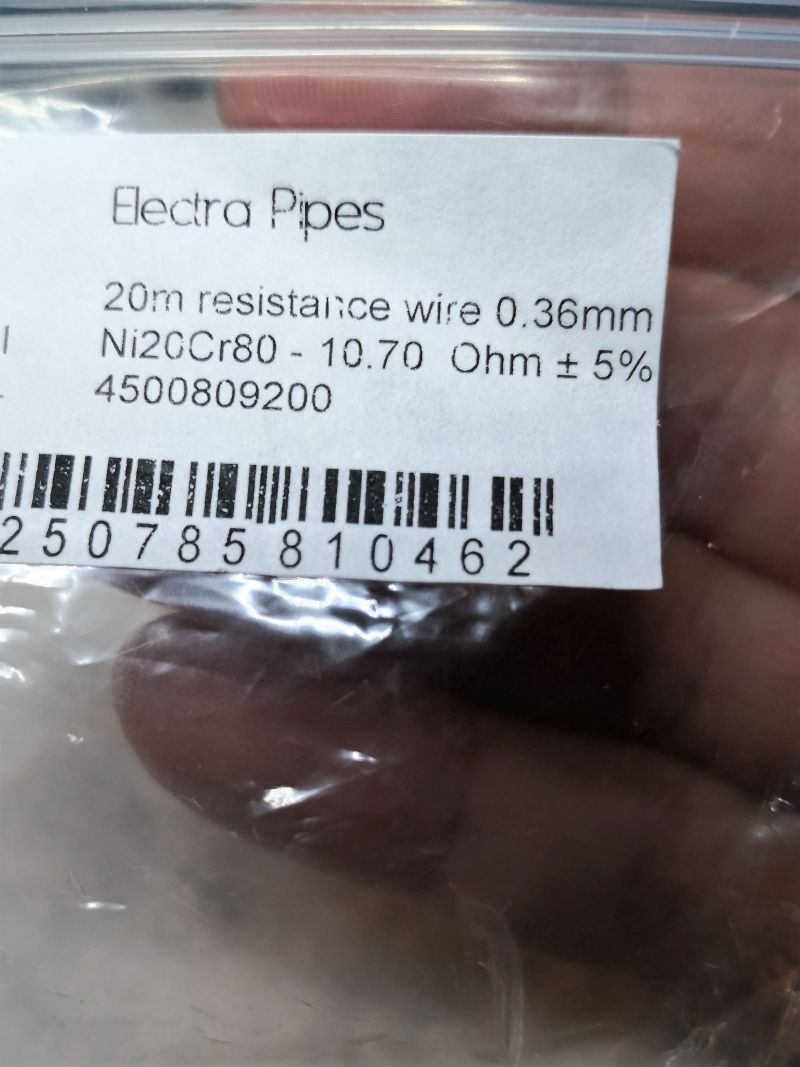 Electra Pipes
20m resistance wire 0.36mm
Ni20Cr80 - 10.70 Ohm ± 5%
4500809200
250785810462